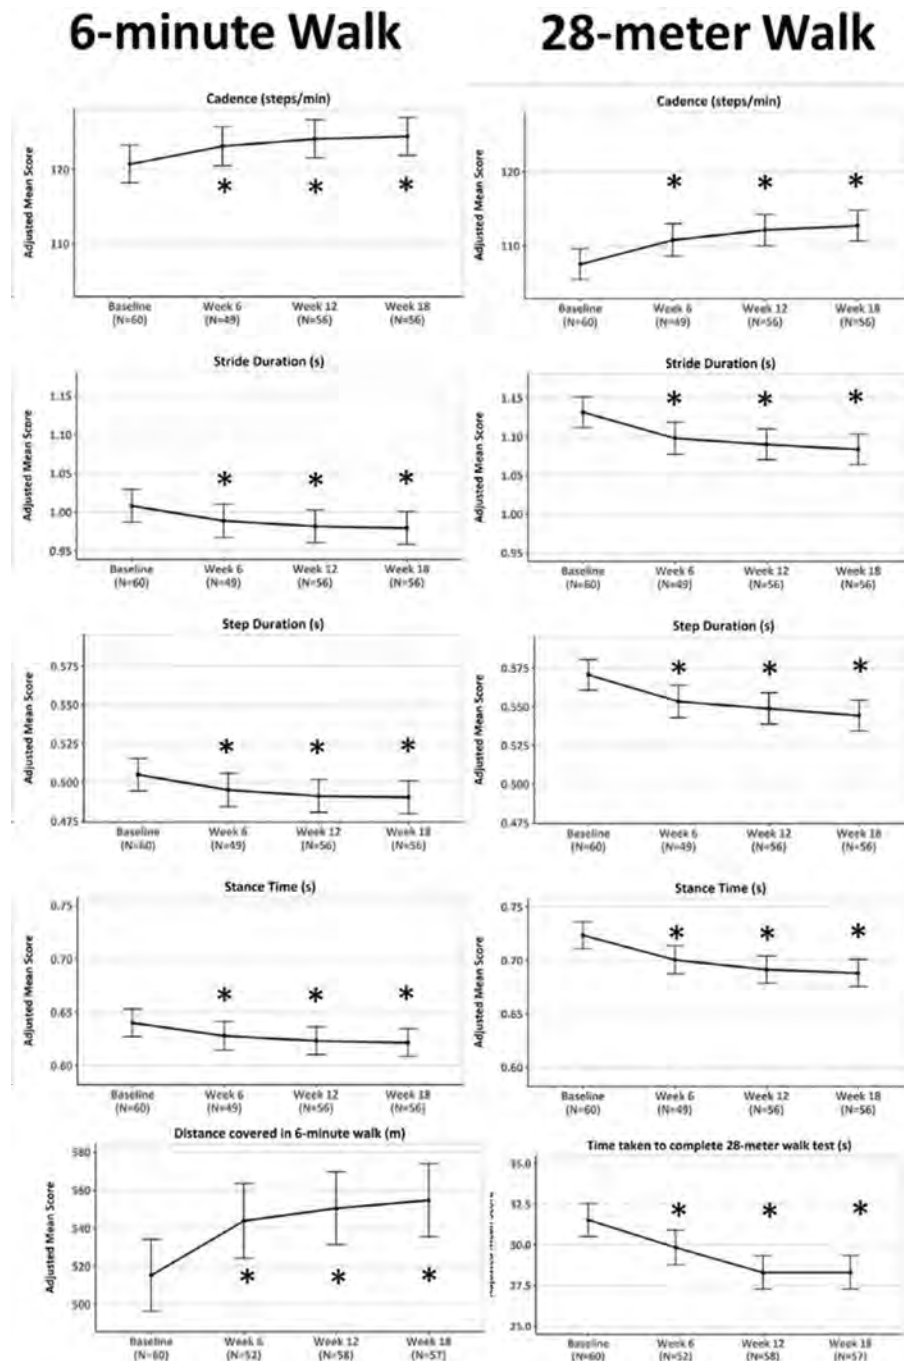 6-minute Walk
28-meter Walk
Cadence (steps/min)
Adjusted Mean Score
120
110
Baseline Week 6 Week 12 Week 18
(N=60) (N=49) (N=56) (N=56)
Cadence (steps/min)
Adjusted Mean Score
120
110
Baseline Week 6 Week 12 Week 18
(N=60) (N=49) (N=56) (N=56)
Stride Duration (s)
Adjusted Mean Score
1.15
1.10
1.05
1.00
0.95
Baseline Week 6 Week 12 Week 18
(N=60) (N=49) (N=56) (N=56)
Stride Duration (s)
Adjusted Mean Score
1.15
1.10
1.05
1.00
0.95
Baseline Week 6 Week 12 Week 18
(N=60) (N=49) (N=56) (N=56)
Step Duration (s)
Adjusted Mean Score
0.575
0.550
0.525
0.500
0.475
Baseline Week 6 Week 12 Week 18
(N=60) (N=49) (N=56) (N=56)
Step Duration (s)
Adjusted Mean Score
0.575
0.550
0.525
0.500
0.475
Baseline Week 6 Week 12 Week 18
(N=60) (N=49) (N=56) (N=56)
Stance Time (s)
Adjusted Mean Score
0.75
0.70
0.65
0.60
Baseline Week 6 Week 12 Week 18
(N=60) (N=49) (N=56) (N=56)
Stance Time (s)
Adjusted Mean Score
0.75
0.70
0.65
0.60
Baseline Week 6 Week 12 Week 18
(N=60) (N=49) (N=56) (N=56)
Distance covered in 6-minute walk (m)
Adjusted Mean Score
580
560
540
520
500
Baseline Week 6 Week 12 Week 18
(N=60) (N=52) (N=58) (N=57)
Time taken to complete 28-meter walk test (s)
Adjusted Mean Score
35.0
32.5
30.0
27.5
25.0
Baseline Week 6 Week 12 Week 18
(N=60) (N=52) (N=58) (N=57)